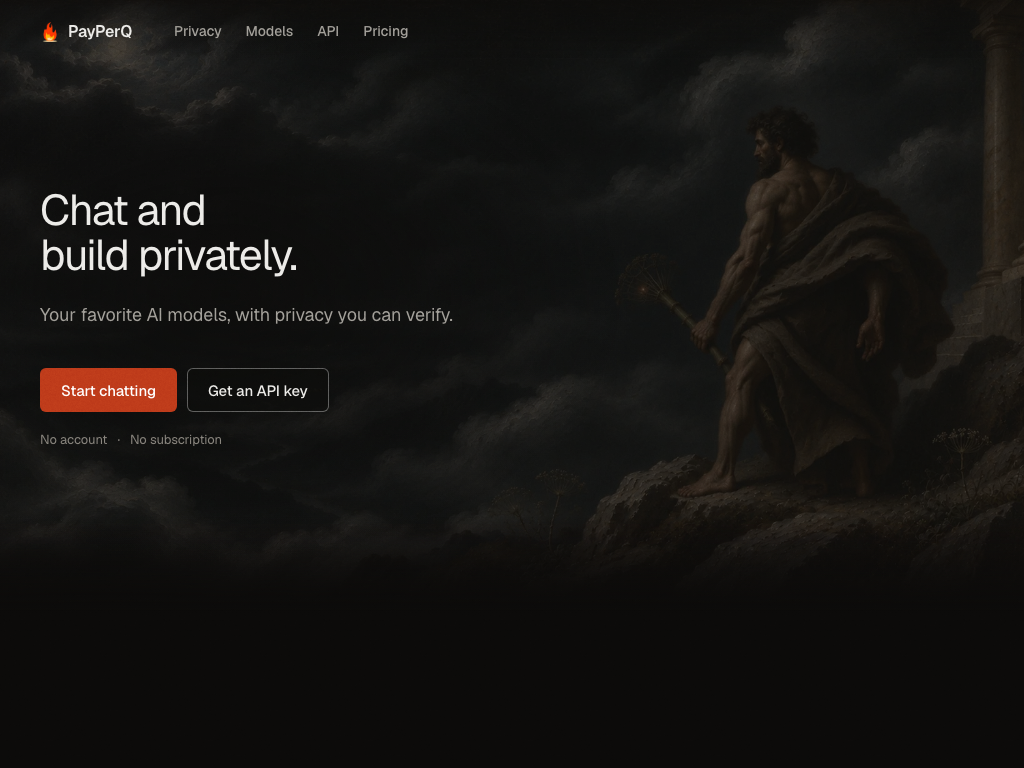 PayPerQ
Privacy
Models
API
Pricing
Chat and
build privately.
Your favorite AI models, with privacy you can verify.
Start chatting
Get an API key
No account · No subscription